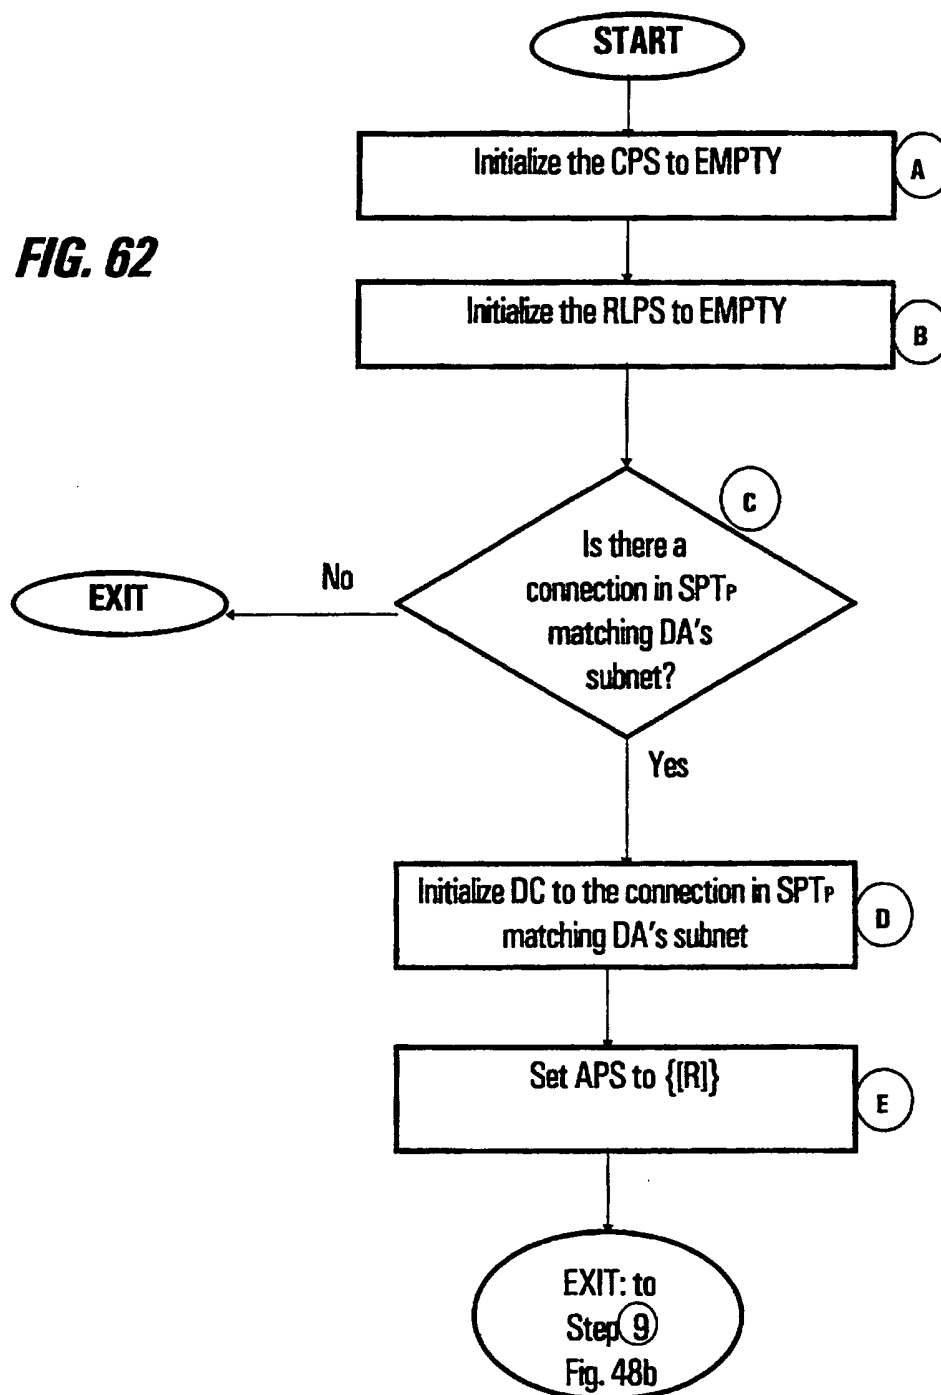 START
Initialize the CPS to EMPTY
A
FIG. 62
Initialize the RLPS to EMPTY
B
C
Is there a
connection in SPTP
matching DA's
subnet?
No
EXIT
Yes
Initialize DC to the connection in SPTP
matching DA's subnet
D
Set APS to {[R]}
E
EXIT: to
Step 9
Fig. 48b